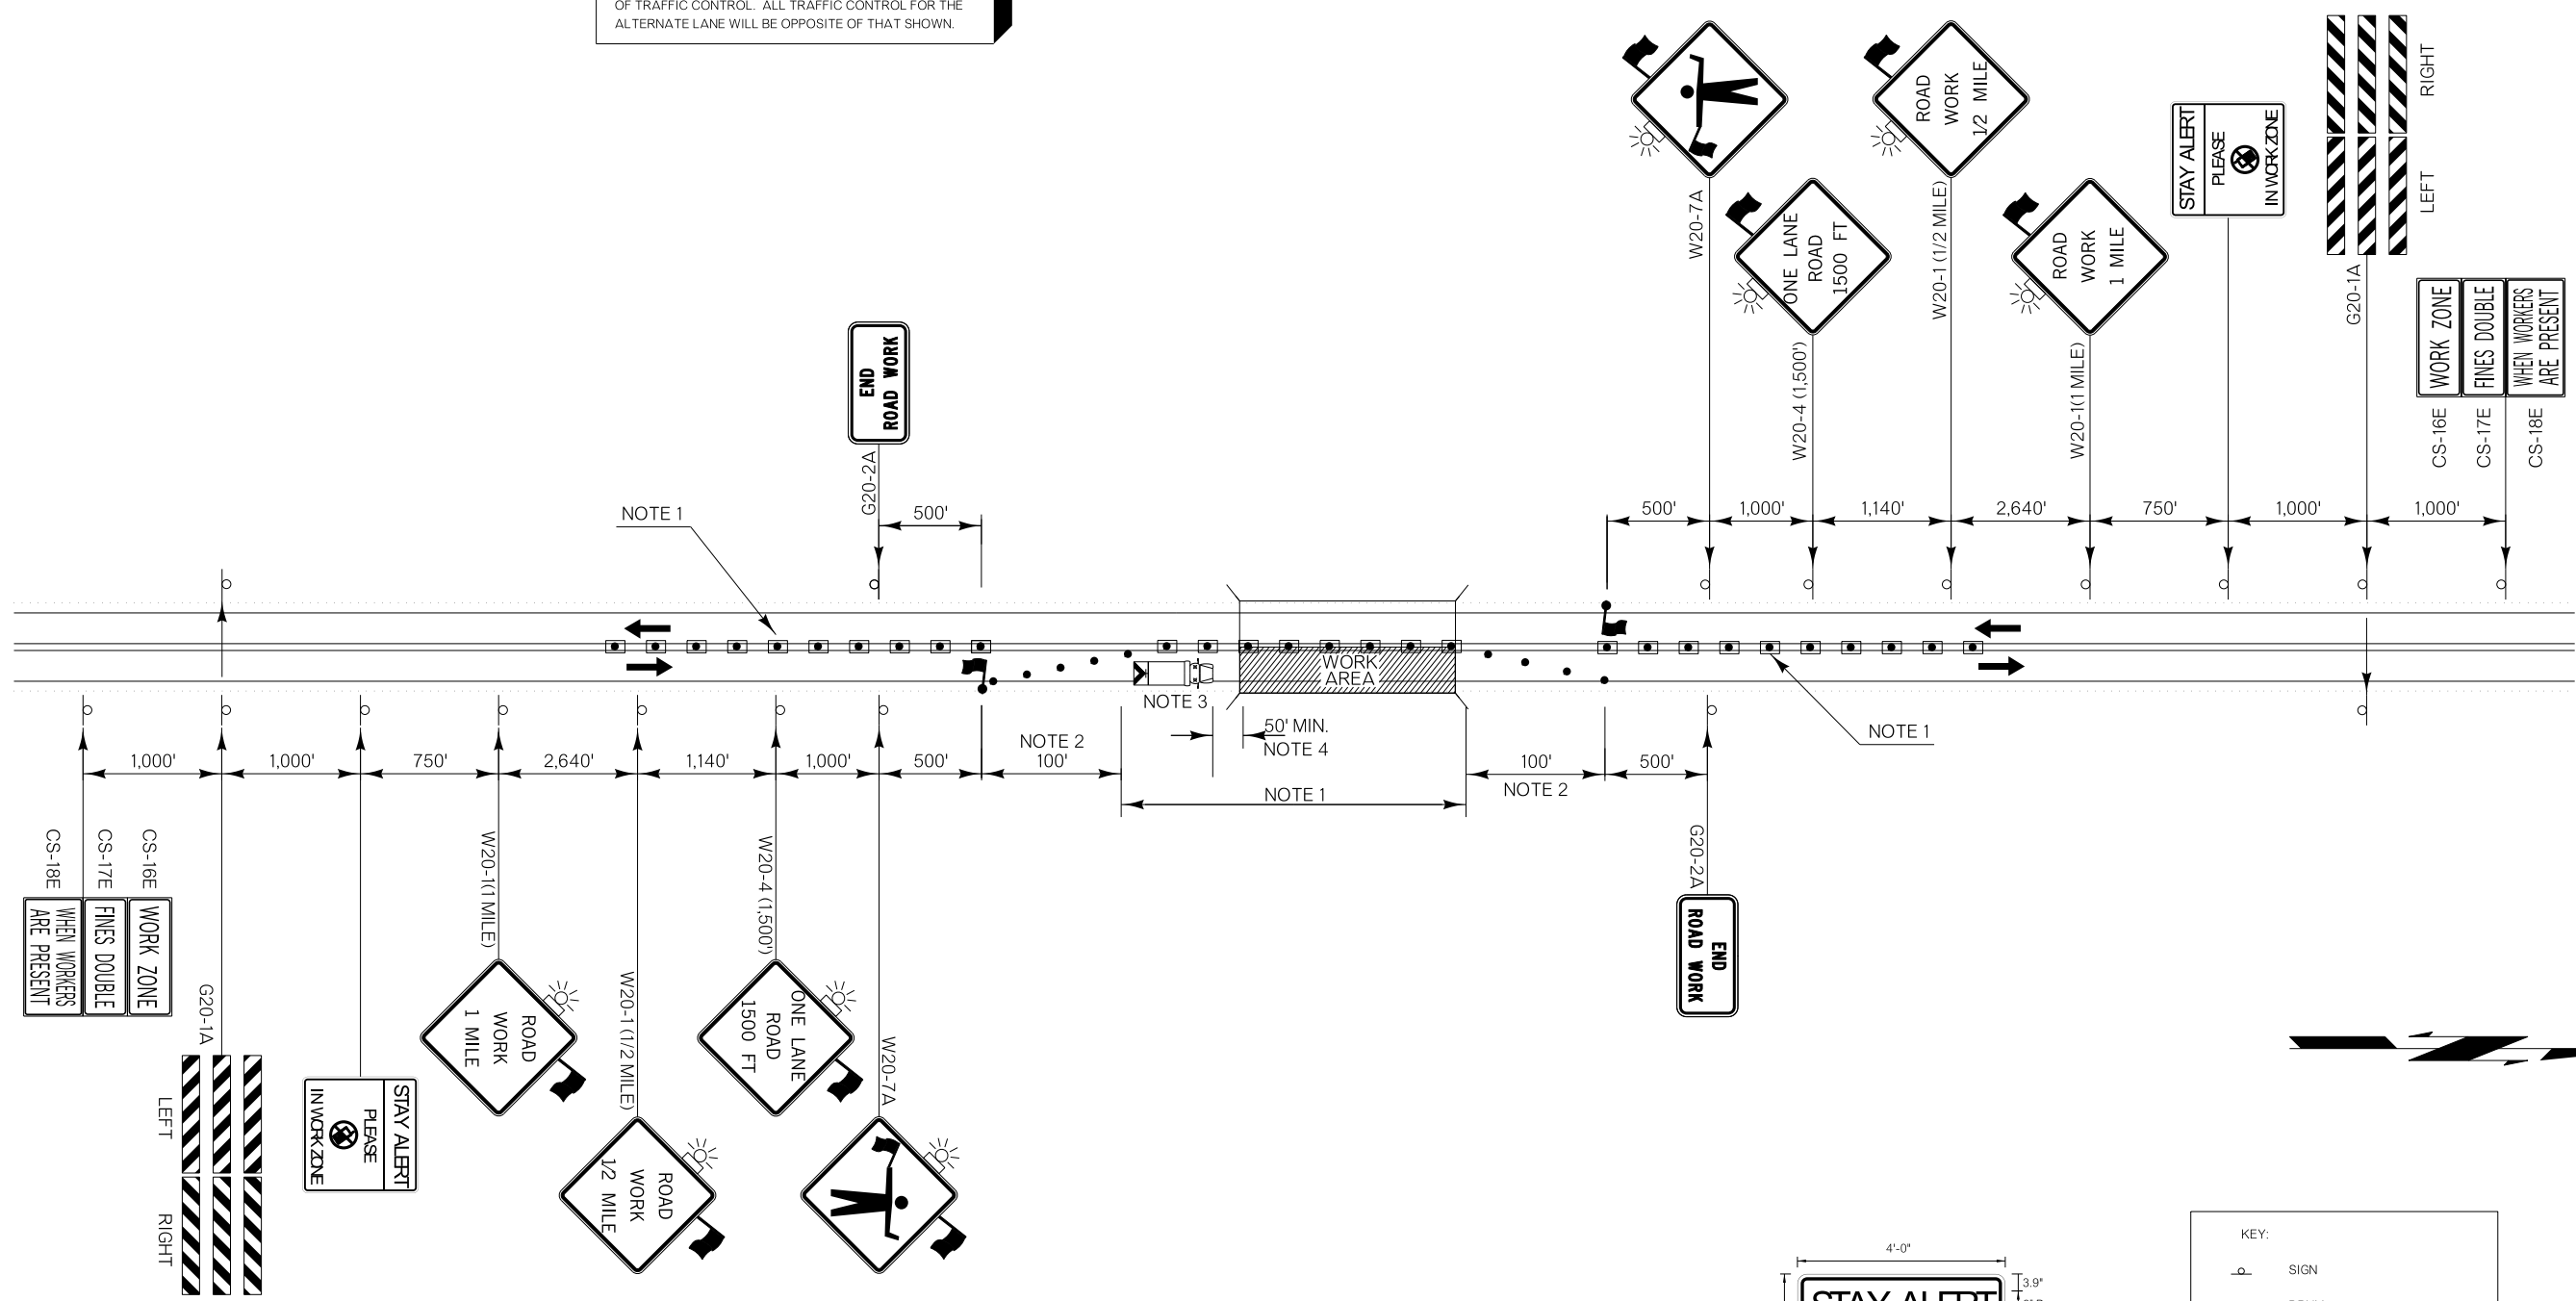 OF TRAFFIC CONTROL. ALL TRAFFIC CONTROL FOR THE
ALTERNATE LANE WILL BE OPPOSITE OF THAT SHOWN.
ROAD
WORK
1/2 MILE
RIGHT
LEFT
STAY ALERT
PLEASE
IN WORK ZONE
W20-7A
ONE LANE
ROAD
1500 FT
W20-1 (1/2 MILE)
ROAD
WORK
1 MILE
G20-1A
WORK ZONE
FINES DOUBLE
WHEN WORKERS
ARE PRESENT
W20-4 (1,500')
W20-1(1 MILE)
CS-16E
CS-17E
CS-18E
END
ROAD WORK
G20-2A
NOTE 1
500'
500'
1,000'
1,140'
2,640'
750'
1,000'
1,000'
WORK
AREA
NOTE 3
50' MIN.
NOTE 4
NOTE 1
1,000'
1,000'
750'
2,640'
1,140'
1,000'
500'
NOTE 2
100'
NOTE 1
100'
NOTE 2
500'
CS-18E
CS-17E
CS-16E
WHEN WORKERS
ARE PRESENT
FINES DOUBLE
WORK ZONE
G20-1A
LEFT
RIGHT
STAY ALERT
PLEASE
IN WORK ZONE
W20-1(1 MILE)
ROAD
WORK
1 MILE
W20-1 (1/2 MILE)
ROAD
WORK
1/2 MILE
W20-4 (1,500')
ONE LANE
ROAD
1500 FT
W20-7A
G20-2A
END
ROAD WORK
4'-0"
3.9"
STAY ALERT
KEY:
SIGN